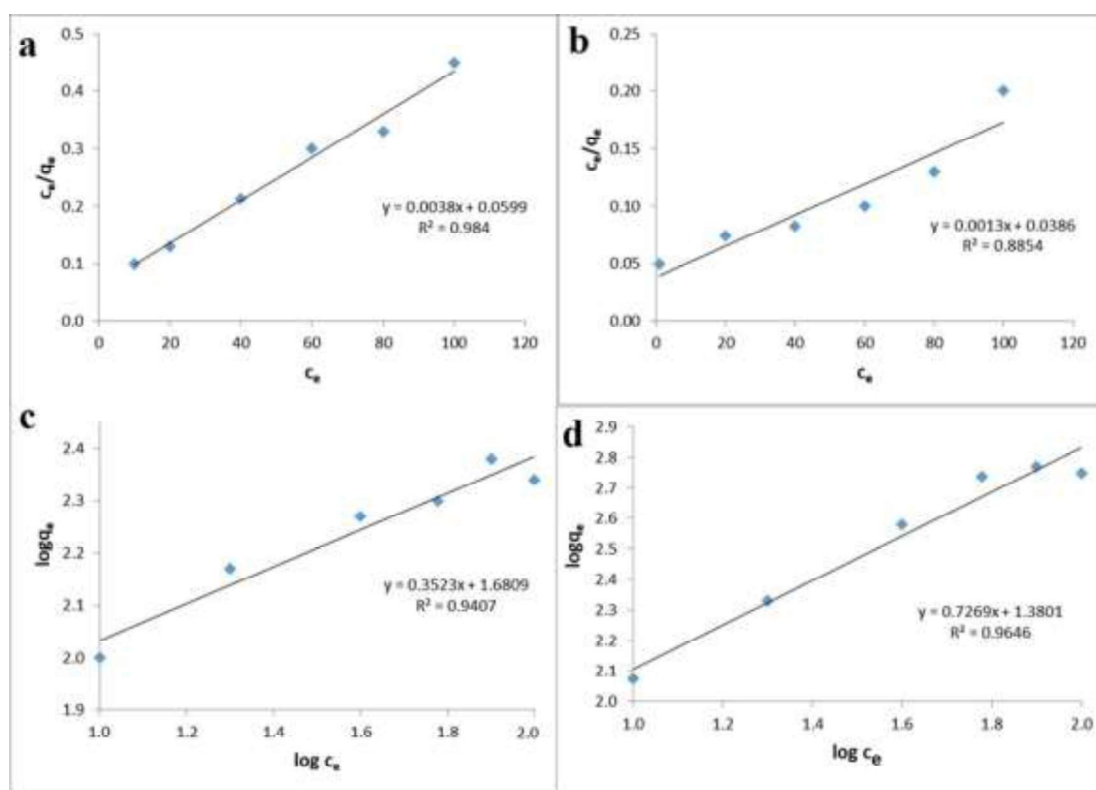 a
0.5
0.4
0.3
0.2
0.1
0.0
cₑ/qₑ
y = 0.0038x + 0.0599
R² = 0.984
0 20 40 60 80 100 120
cₑ
b
0.25
0.20
0.15
0.10
0.05
0.00
cₑ/qₑ
y = 0.0013x + 0.0386
R² = 0.8854
0 20 40 60 80 100 120
cₑ
c
2.4
2.3
2.2
2.1
2.0
1.9
logqₑ
y = 0.3523x + 1.6809
R² = 0.9407
1.0 1.2 1.4 1.6 1.8 2.0
log cₑ
d
2.9
2.8
2.7
2.6
2.5
2.4
2.3
2.2
2.1
2.0
logqₑ
y = 0.7269x + 1.3801
R² = 0.9646
1.0 1.2 1.4 1.6 1.8 2.0
log cₑ